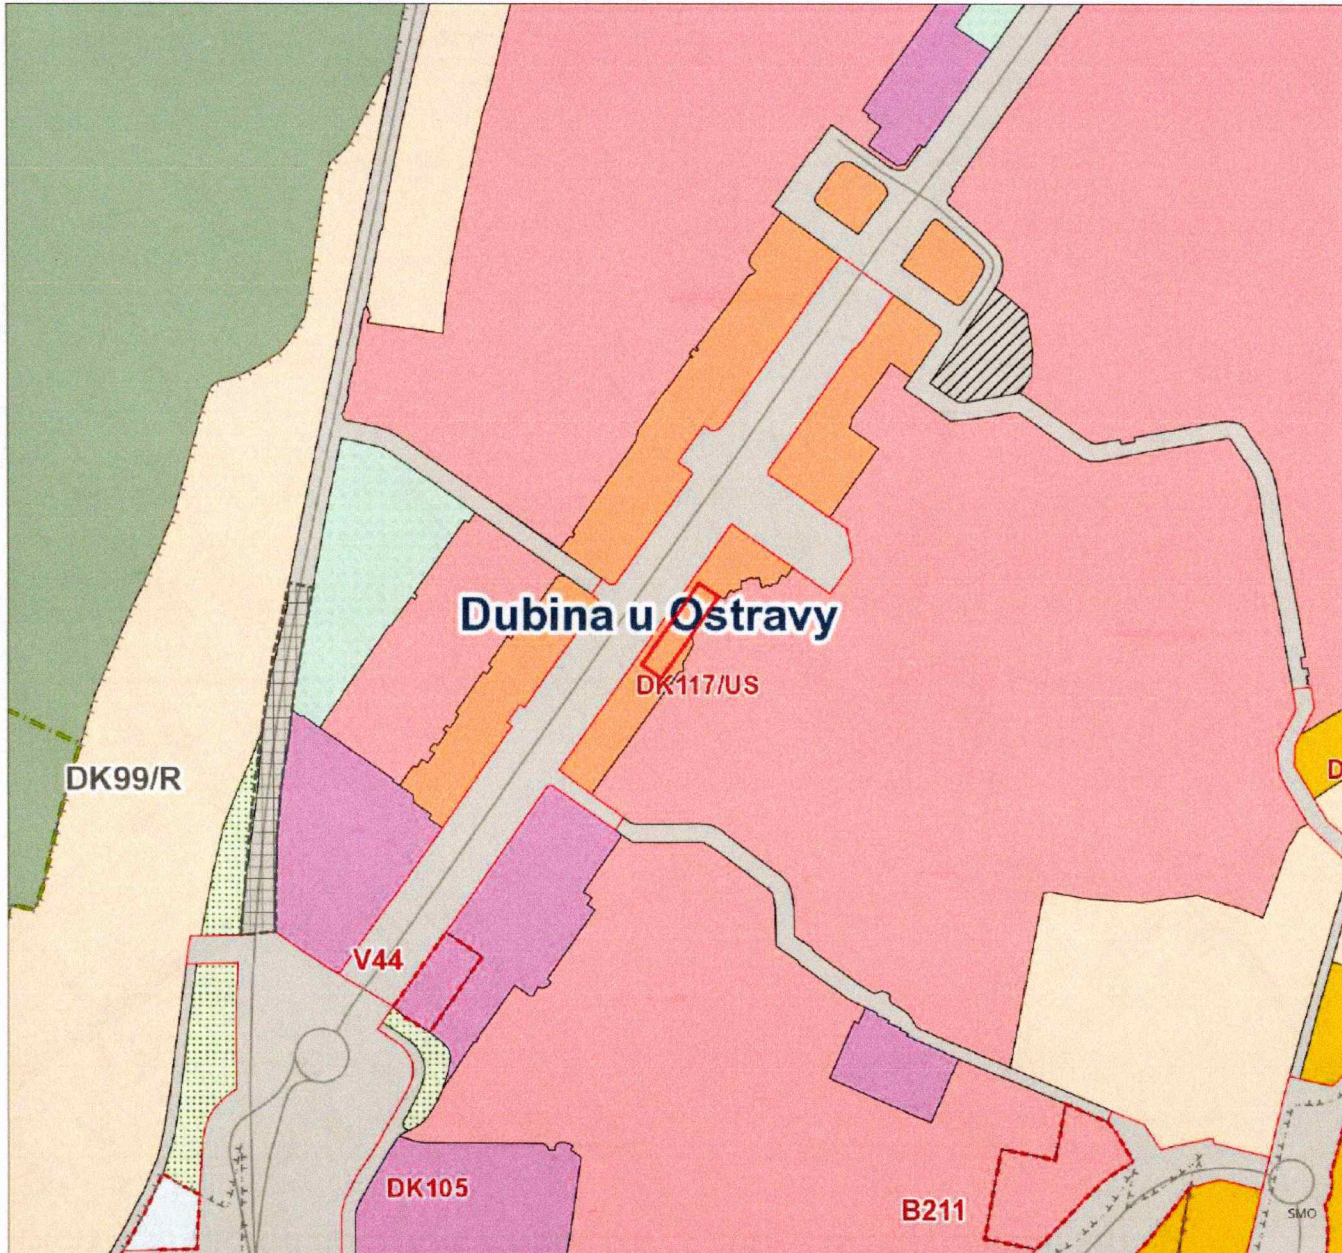 Dubina u Ostravy
DK117/US
DK99/R
D
V44
DK105
B211
SMO